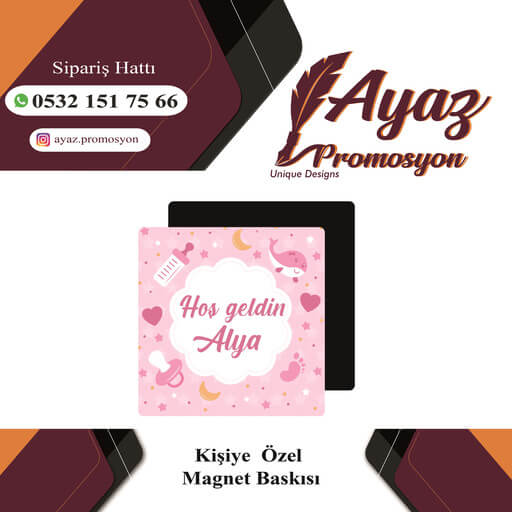 Sipariş Hattı
0532 151 75 66
ayaz.promosyon
Ayaz
Promosyon
Unique Designs
Hoş geldin
Alya
Kişiye Özel
Magnet Baskısı